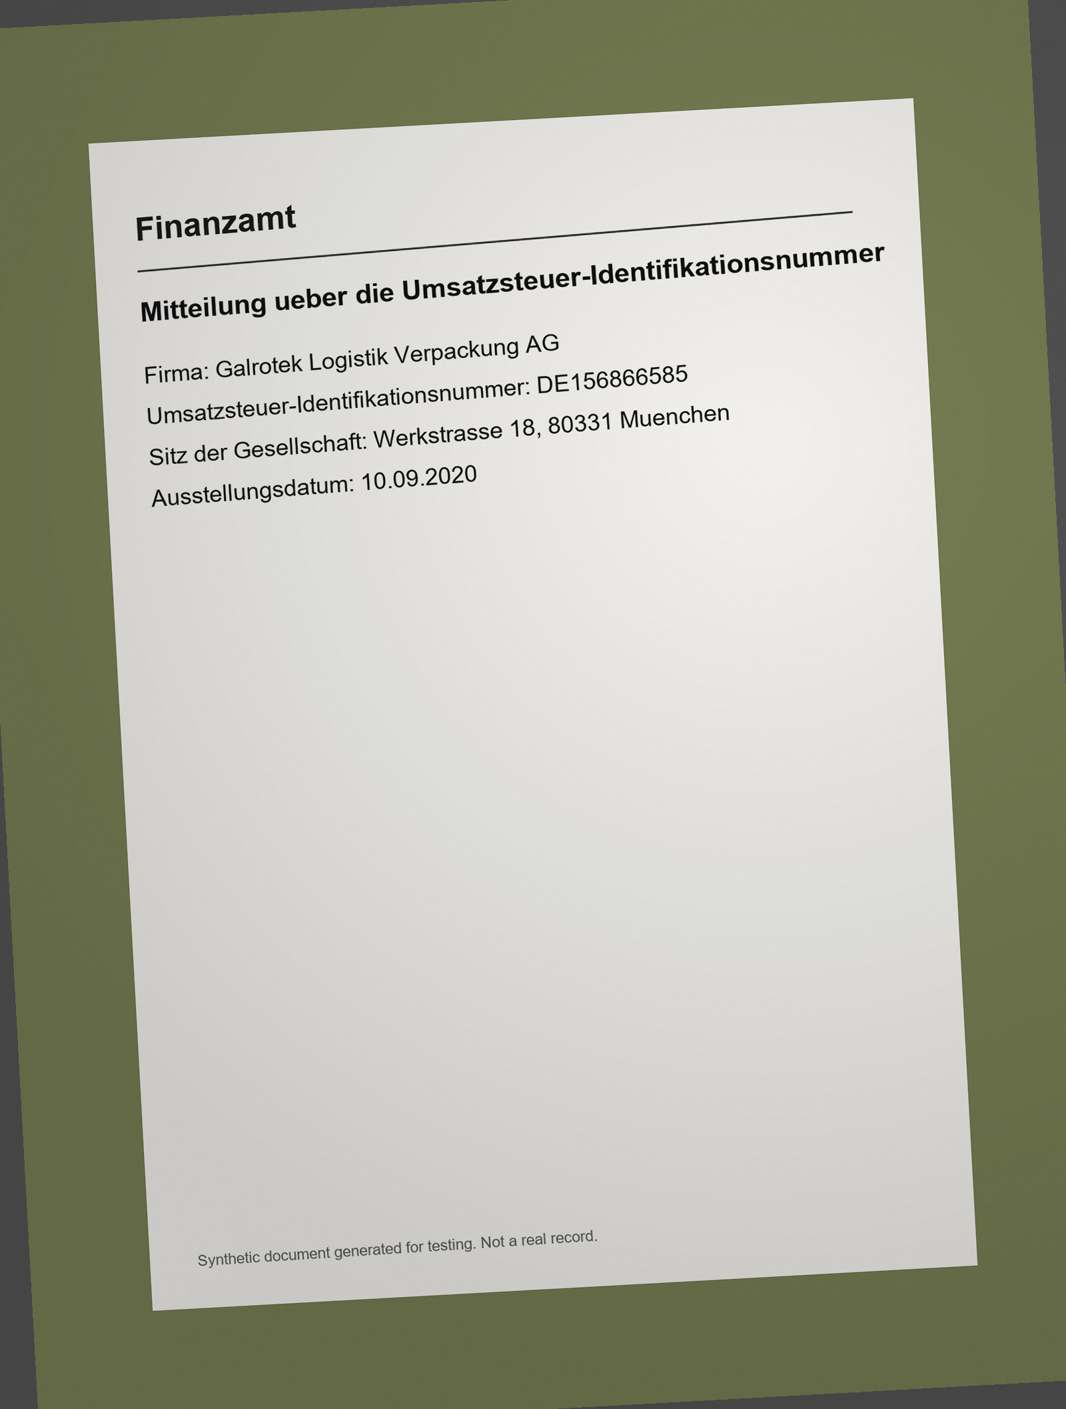 Finanzamt
Mitteilung ueber die Umsatzsteuer-Identifikationsnummer
Firma: Galrotek Logistik Verpackung AG
Umsatzsteuer-Identifikationsnummer: DE156866585
Sitz der Gesellschaft: Werkstrasse 18, 80331 Muenchen
Ausstellungsdatum: 10.09.2020
Synthetic document generated for testing. Not a real record.